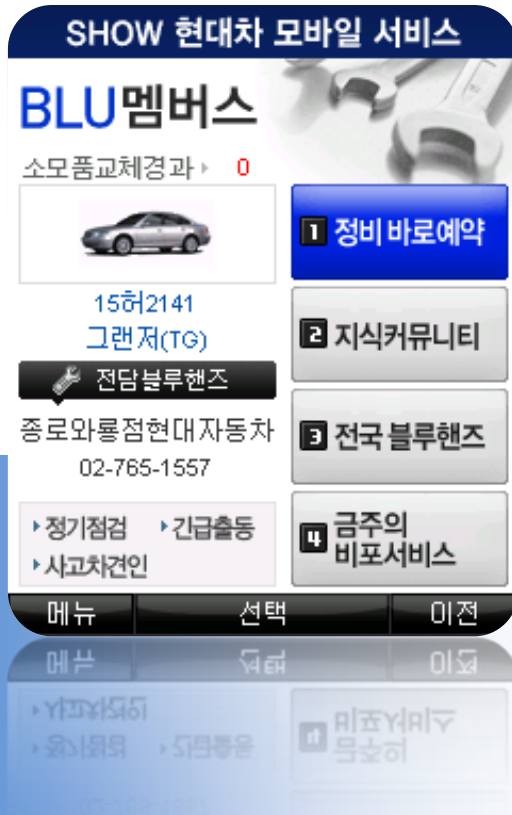 SHOW 현대차 모바일 서비스
BLU멤버스
소모품교체경과 0
15허2141
그랜저(TG)
전담블루핸즈
종로와룡점현대자동차
02-765-1557
정기점검 긴급출동
사고차견인
1 정비 바로예약
2 지식커뮤니티
3 전국 블루핸즈
4 금주의
비포서비스
메뉴 선택 이전